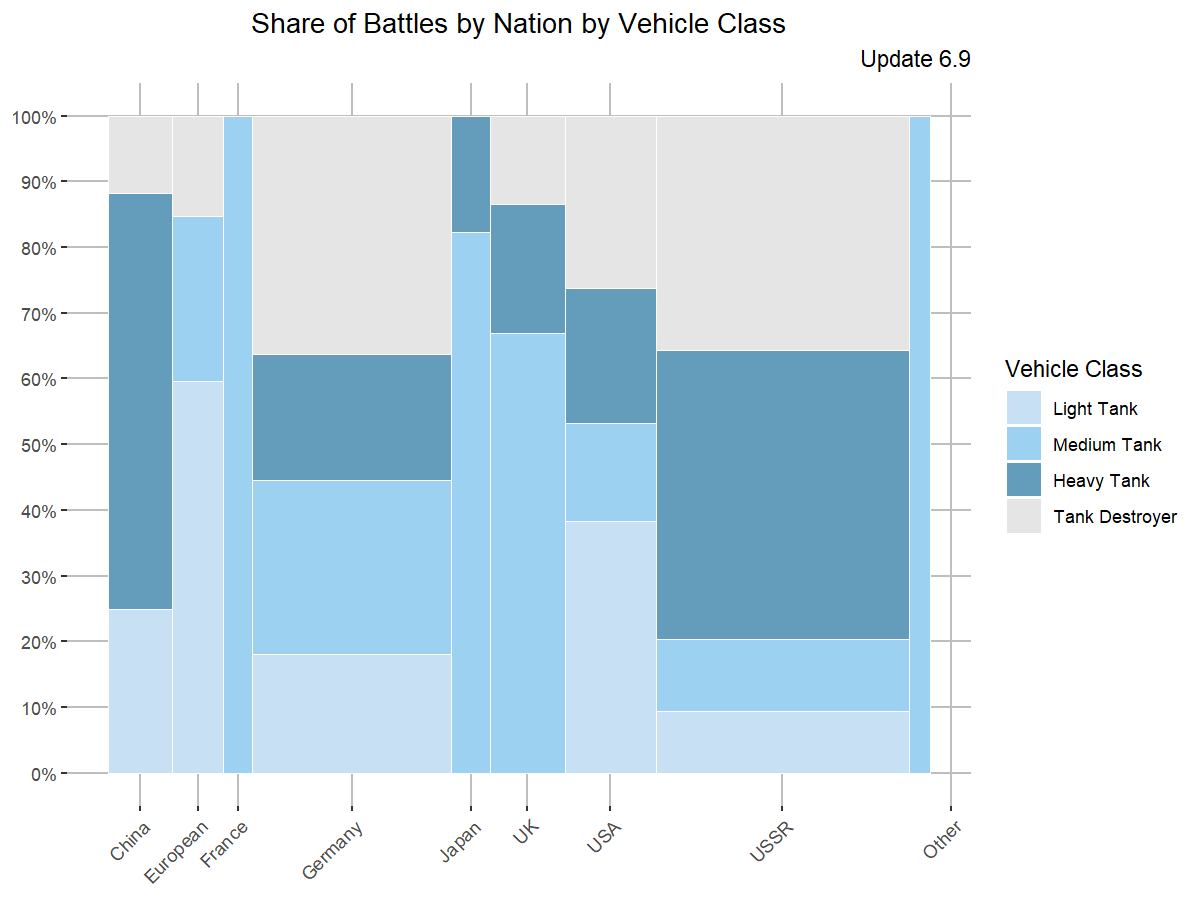 Share of Battles by Nation by Vehicle Class
Update 6.9
100%
90%
80%
70%
60%
50%
40%
30%
20%
10%
0%
China
European
France
Germany
Japan
UK
USA
USSR
Other
Vehicle Class
Light Tank
Medium Tank
Heavy Tank
Tank Destroyer